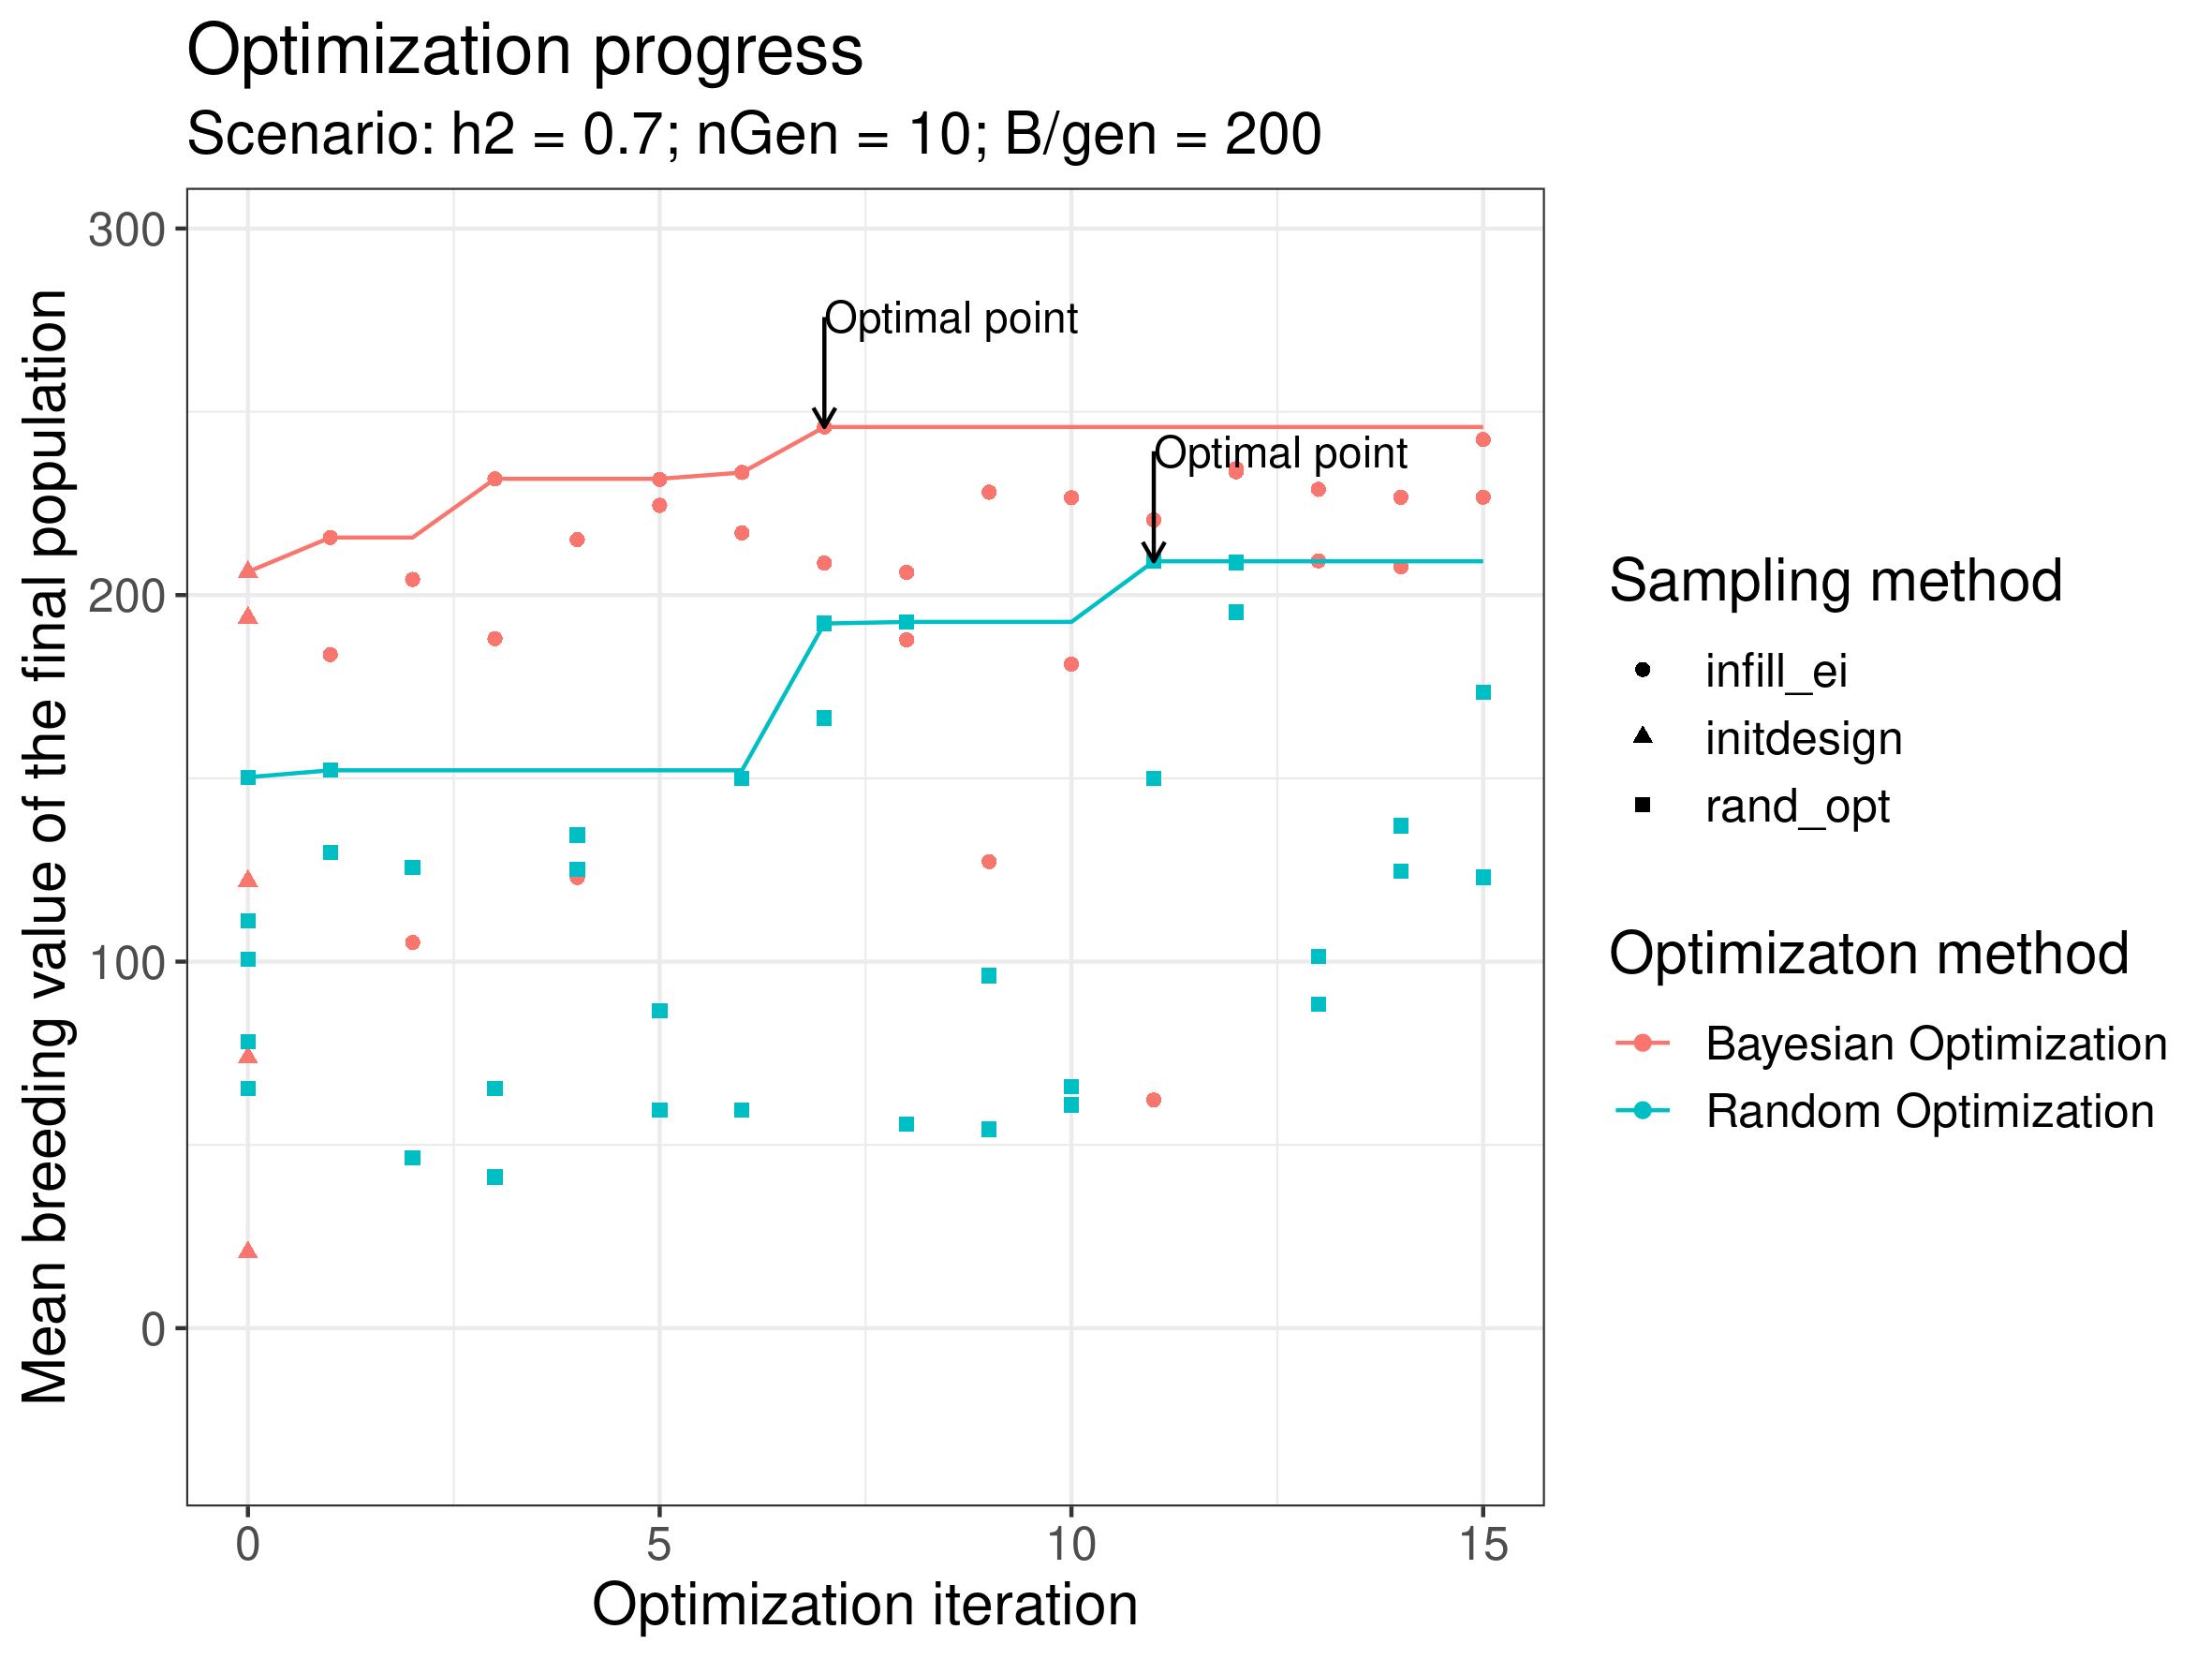 Optimization progress
Scenario: h2 = 0.7; nGen = 10; B/gen = 200
Mean breeding value of the final population
300
200
100
0
Optimal point
Optimal point
0
5
10
15
Optimization iteration
Sampling method
infill_ei
initdesign
rand_opt
Optimizaton method
Bayesian Optimization
Random Optimization